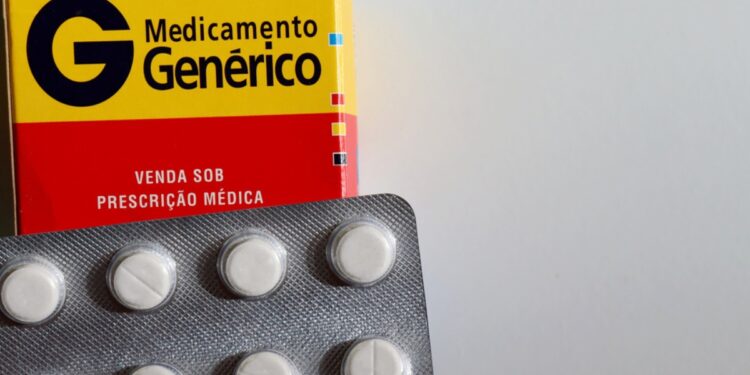 G
Medicamento
Genérico
VENDA SOB
PRESCRIÇÃO MÉDICA